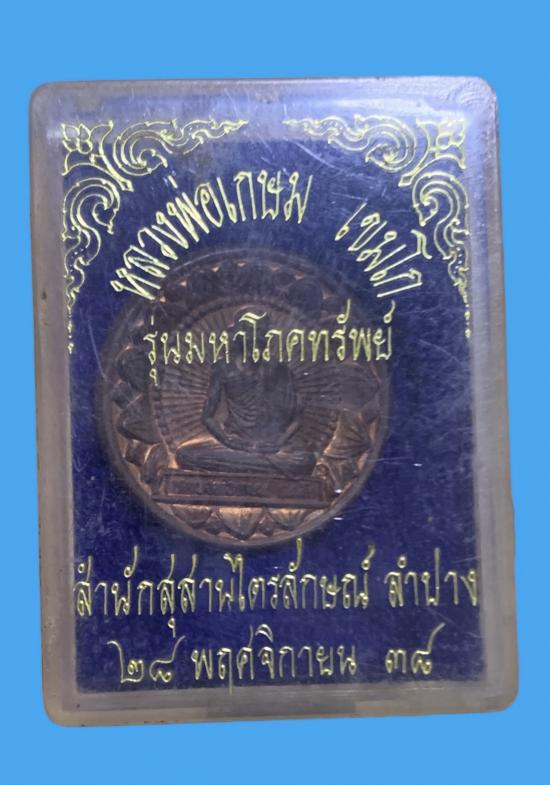 หลวงพ่อเกษม เขมโก
รุ่นมหาโภคทรัพย์
สำนักสุสานไตรลักษณ์ ลำปาง
๒๘ พฤศจิกายน ๓๘